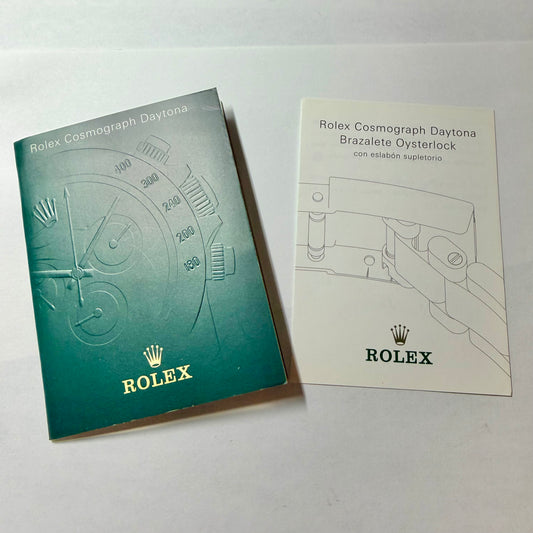 Rolex Cosmograph Daytona
400
300
240
200
180
ROLEX
Rolex Cosmograph Daytona
Brazalete Oysterlock
con eslabón supletorio
ROLEX